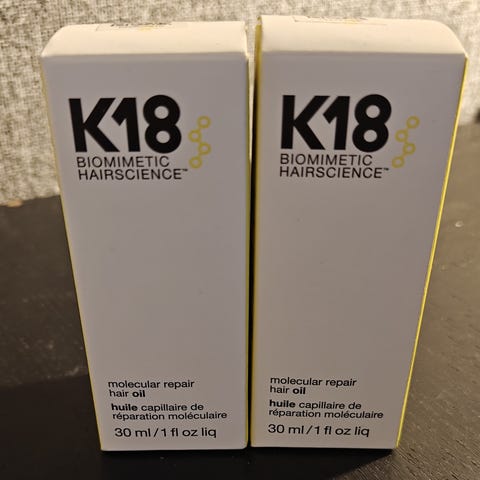 K18
BIOMIMETIC
HAIRSCIENCE™
molecular repair
hair oil
huile capillaire de
réparation moléculaire
30 ml/1 fl oz liq
K18
BIOMIMETIC
HAIRSCIENCE™
molecular repair
hair oil
huile capillaire de
réparation moléculaire
30 ml/1 fl oz liq